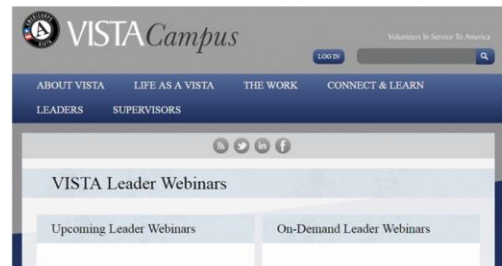 VISTA Campus
Volunteers In Service To America
LOG IN
ABOUT VISTA LIFE AS A VISTA THE WORK CONNECT & LEARN
LEADERS SUPERVISORS
VISTA Leader Webinars
Upcoming Leader Webinars On-Demand Leader Webinars